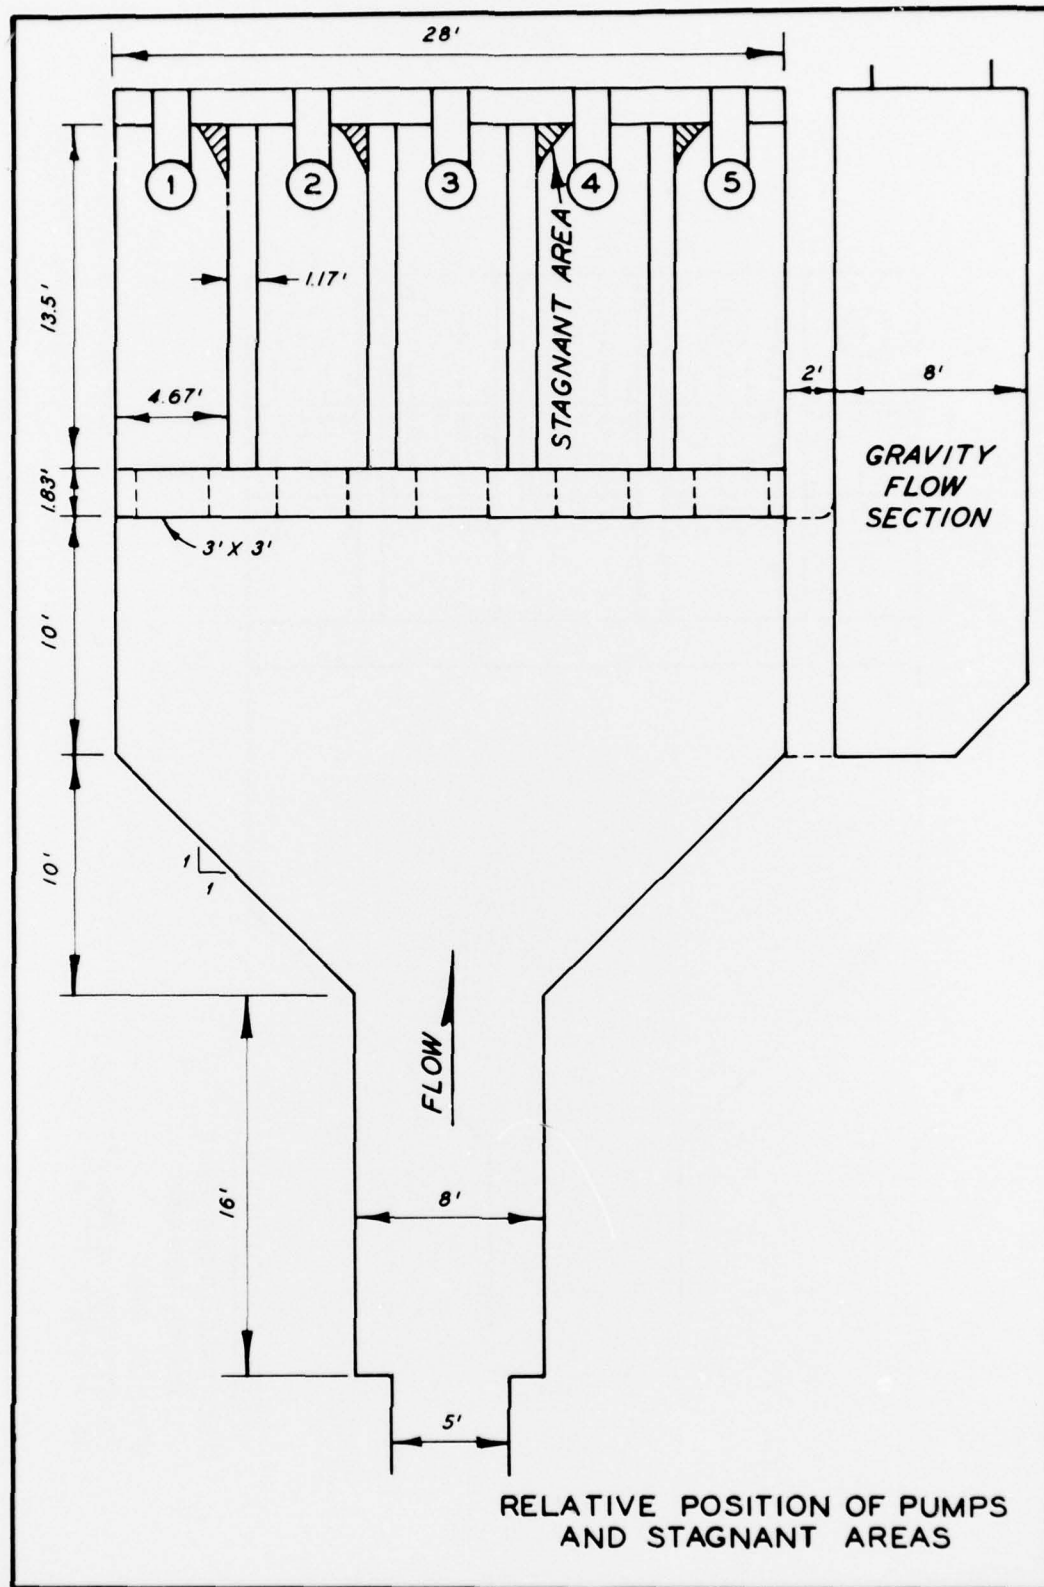 28'
1
2
3
4
5
1.17'
STAGNANT AREA
13.5'
4.67'
2'
8'
GRAVITY
FLOW
SECTION
1.83'
3' X 3'
10'
10'
1
1
FLOW
16'
8'
5'
RELATIVE POSITION OF PUMPS
AND STAGNANT AREAS